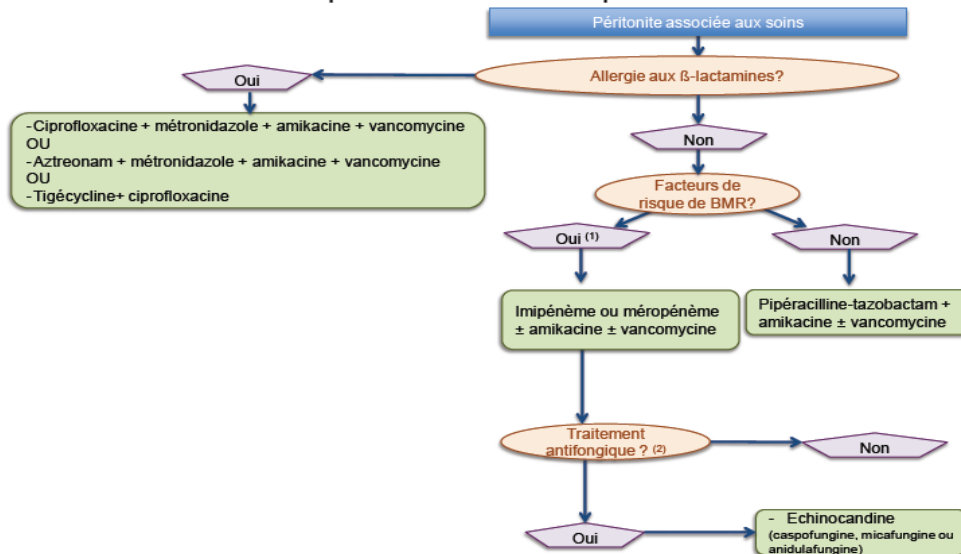 Péritonite associée aux soins
Allergie aux ß-lactamines?
Oui
-Ciprofloxacine + métronidazole + amikacine + vancomycine
OU
-Aztreonam + métronidazole + amikacine + vancomycine
OU
-Tigécycline+ ciprofloxacine
Non
Facteurs de
risque de BMR?
Oui (1)
Non
Imipénème ou méropénème
± amikacine ± vancomycine
Pipéracilline-tazobactam +
amikacine ± vancomycine
Traitement
antifongique ? (2)
Non
Oui
- Echinocandine
(caspofungine, micafungine ou
anidulafungine)